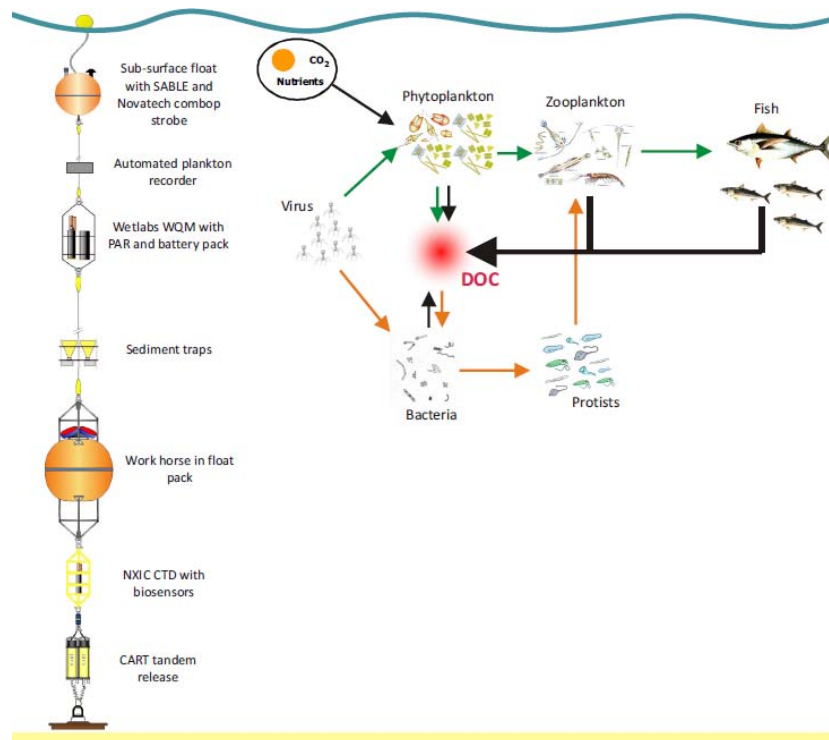 Sub-surface float
with SABLE and
Novatech combop
strobe
Automated plankton
recorder
Wetlabs WQM with
PAR and battery pack
Sediment traps
Work horse in float
pack
NXIC CTD with
biosensors
CART tandem
release
CO2
Nutrients
Phytoplankton
Zooplankton
Fish
Virus
DOC
Bacteria
Protists